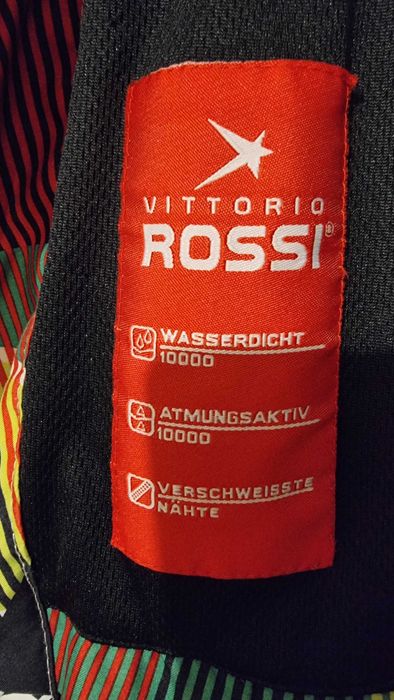 VITTORIO
ROSSI®
WASSERDICHT
10000
ATMUNGSAKTIV
10000
VERSCHWEISSTE
NÄHTE